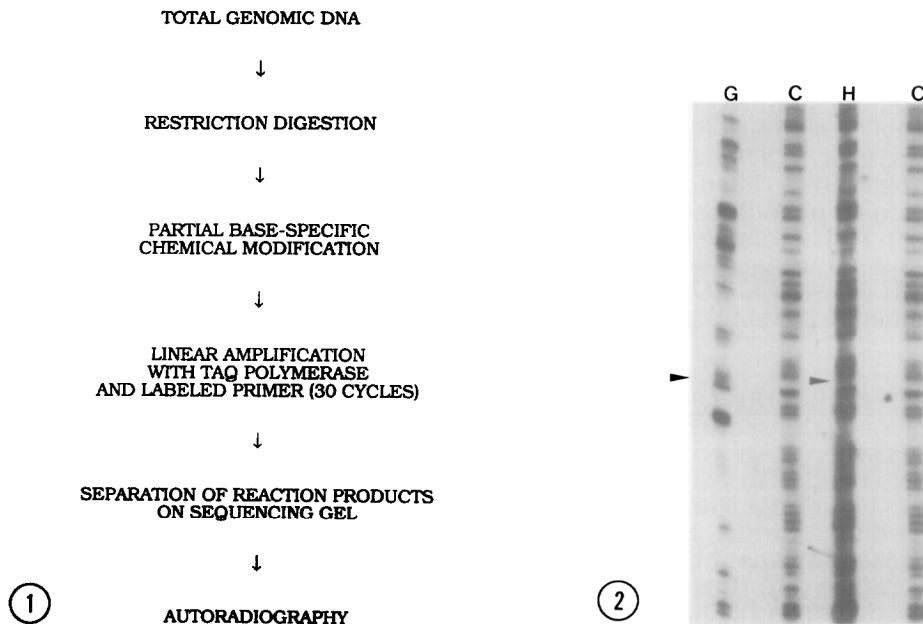 TOTAL GENOMIC DNA
↓
RESTRICTION DIGESTION
↓
PARTIAL BASE-SPECIFIC
CHEMICAL MODIFICATION
↓
LINEAR AMPLIFICATION
WITH TAQ POLYMERASE
AND LABELED PRIMER (30 CYCLES)
↓
SEPARATION OF REACTION PRODUCTS
ON SEQUENCING GEL
↓
AUTORADIOGRAPHY
1
G C H C
2